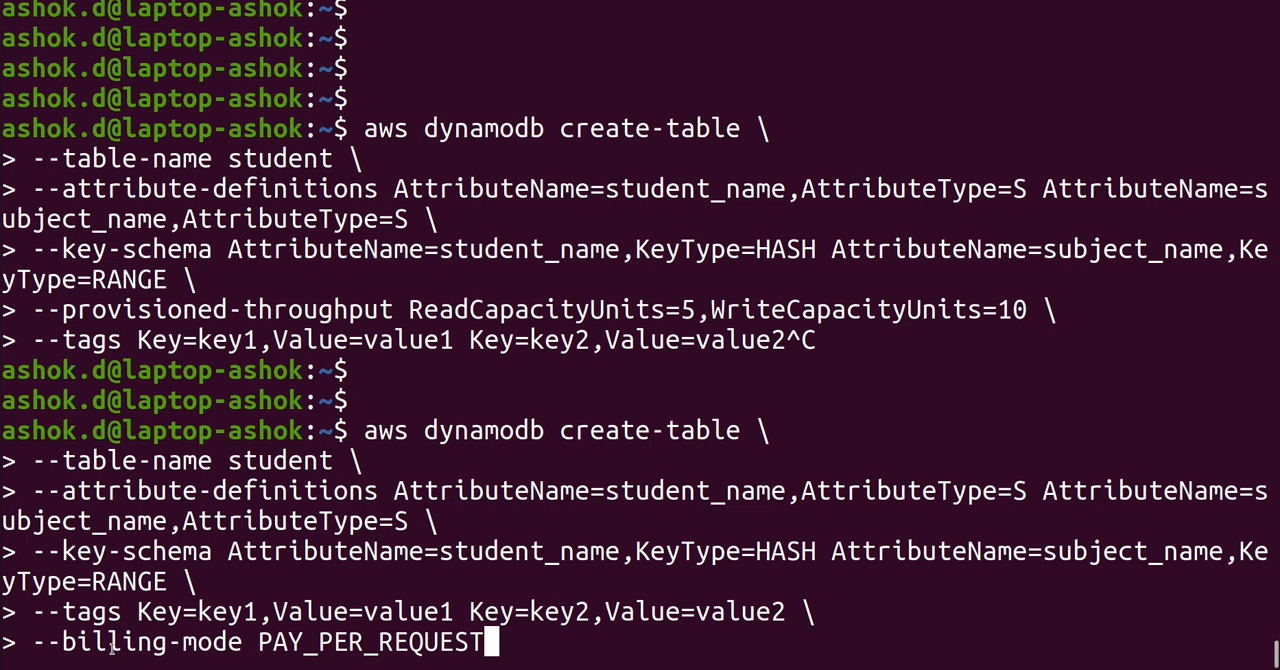 ashok.d@laptop-ashok:~$
ashok.d@laptop-ashok:~$
ashok.d@laptop-ashok:~$
ashok.d@laptop-ashok:~$
ashok.d@laptop-ashok:~$ aws dynamodb create-table \
> --table-name student \
> --attribute-definitions AttributeName=student_name,AttributeType=S AttributeName=s
ubject_name,AttributeType=S \
> --key-schema AttributeName=student_name,KeyType=HASH AttributeName=subject_name,Ke
yType=RANGE \
> --provisioned-throughput ReadCapacityUnits=5,WriteCapacityUnits=10 \
> --tags Key=key1,Value=value1 Key=key2,Value=value2^C
ashok.d@laptop-ashok:~$
ashok.d@laptop-ashok:~$
ashok.d@laptop-ashok:~$ aws dynamodb create-table \
> --table-name student \
> --attribute-definitions AttributeName=student_name,AttributeType=S AttributeName=s
ubject_name,AttributeType=S \
> --key-schema AttributeName=student_name,KeyType=HASH AttributeName=subject_name,Ke
yType=RANGE \
> --tags Key=key1,Value=value1 Key=key2,Value=value2 \
> --billing-mode PAY_PER_REQUEST